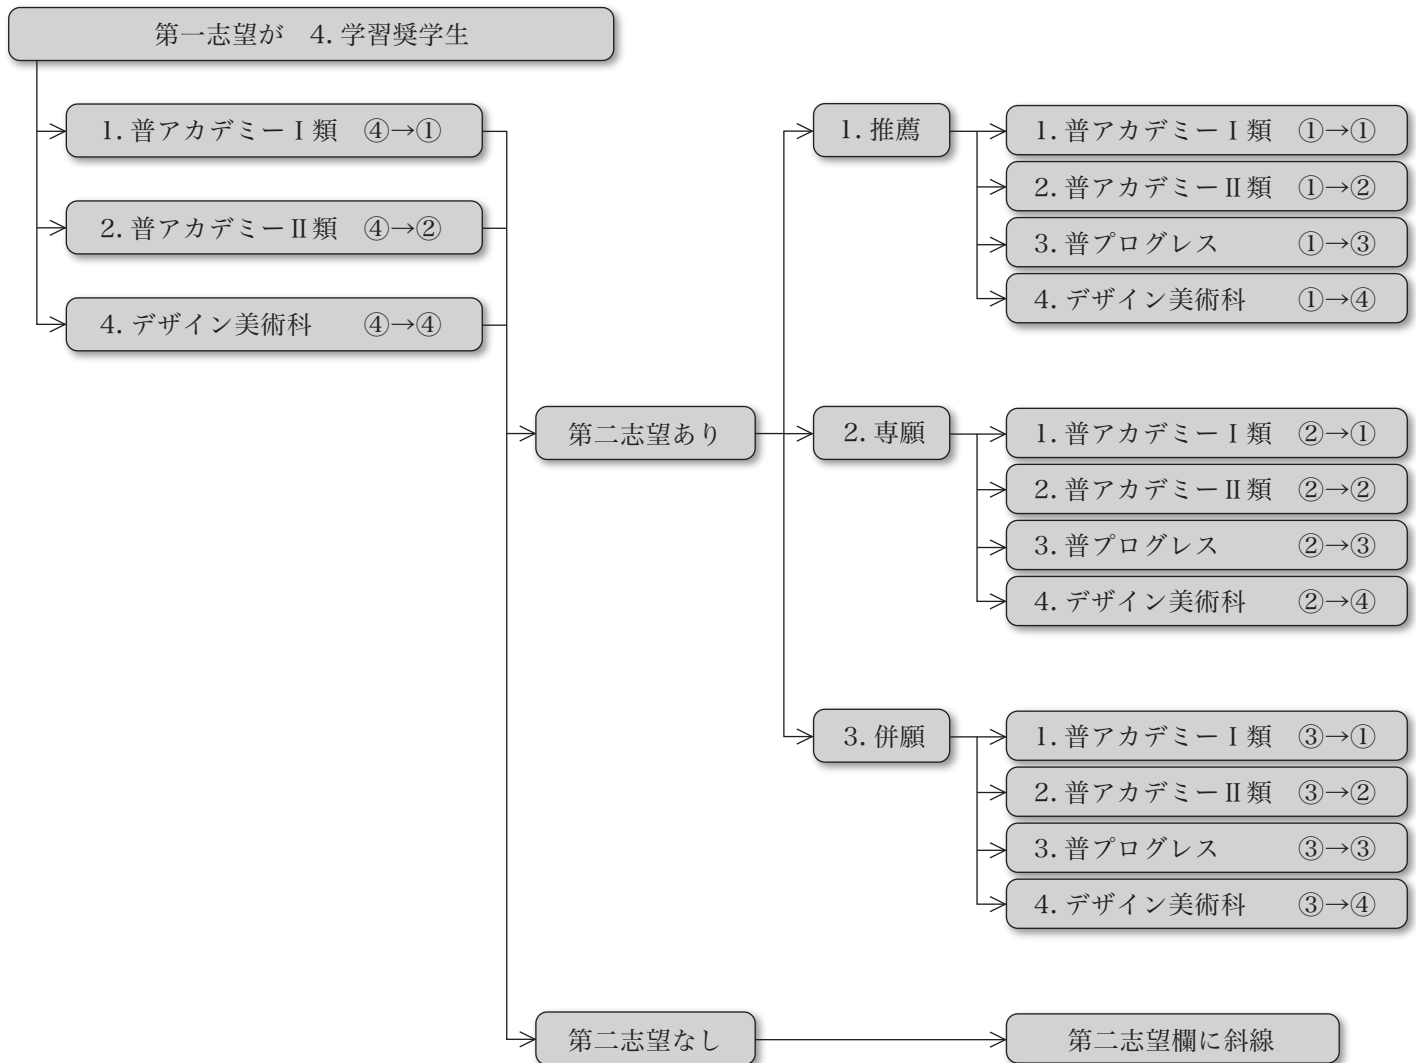 第一志望が　4. 学習奨学生
1. 普アカデミーⅠ類　④→①
2. 普アカデミーⅡ類　④→②
4. デザイン美術科　④→④
第二志望あり
1. 推薦
1. 普アカデミーⅠ類　①→①
2. 普アカデミーⅡ類　①→②
3. 普プログレス　①→③
4. デザイン美術科　①→④
2. 専願
1. 普アカデミーⅠ類　②→①
2. 普アカデミーⅡ類　②→②
3. 普プログレス　②→③
4. デザイン美術科　②→④
3. 併願
1. 普アカデミーⅠ類　③→①
2. 普アカデミーⅡ類　③→②
3. 普プログレス　③→③
4. デザイン美術科　③→④
第二志望なし
第二志望欄に斜線